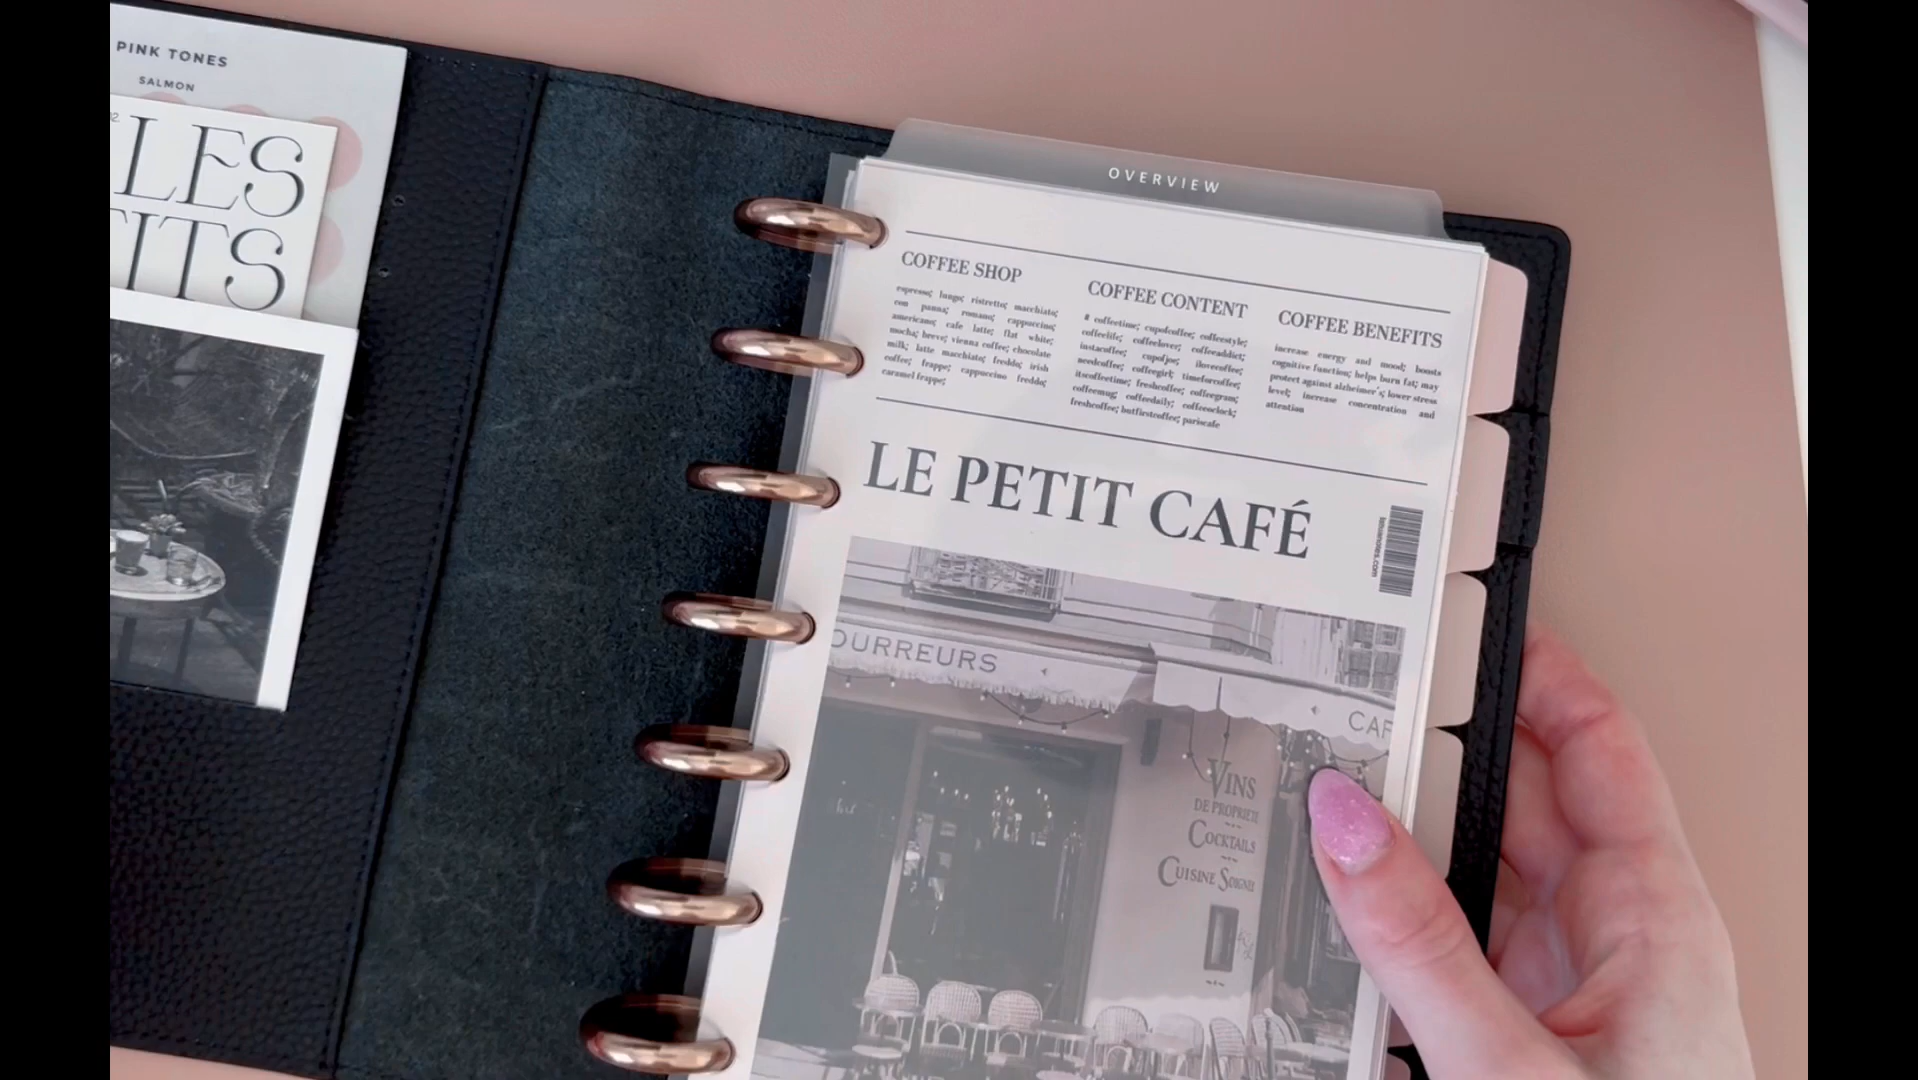 PINK TONES
SALMON
2
LES
TITS
OVERVIEW
COFFEE SHOP
espresso; lungo; ristretto; macchiato;
con panna; romano; cappuccino;
americano; cafe latte; flat white;
mocha; breve; vienna coffee; chocolate
milk; latte macchiato; freddo; irish
coffee; frappe; cappuccino freddo;
caramel frappe;
COFFEE CONTENT
# coffeetime; cupofcoffee; coffeestyle;
coffeelife; coffeelover; coffeeaddict;
instacoffee; cupofjoe; ilovecoffee;
needcoffee; coffeegirl; timeforcoffee;
itscoffeetime; freshcoffee; coffeegram;
coffeemug; coffeedaily; coffeeoclock;
freshcoffee; butfirstcoffee; pariscafe
COFFEE BENEFITS
increase energy and mood; boosts
cognitive function; helps burn fat; may
protect against alzheimer's; lower stress
level; increase concentration and
attention
LE PETIT CAFÉ
OURREURS
CAF
VINS
DE PROPRIETE
COCKTAILS
CUISINE SOIGNEE